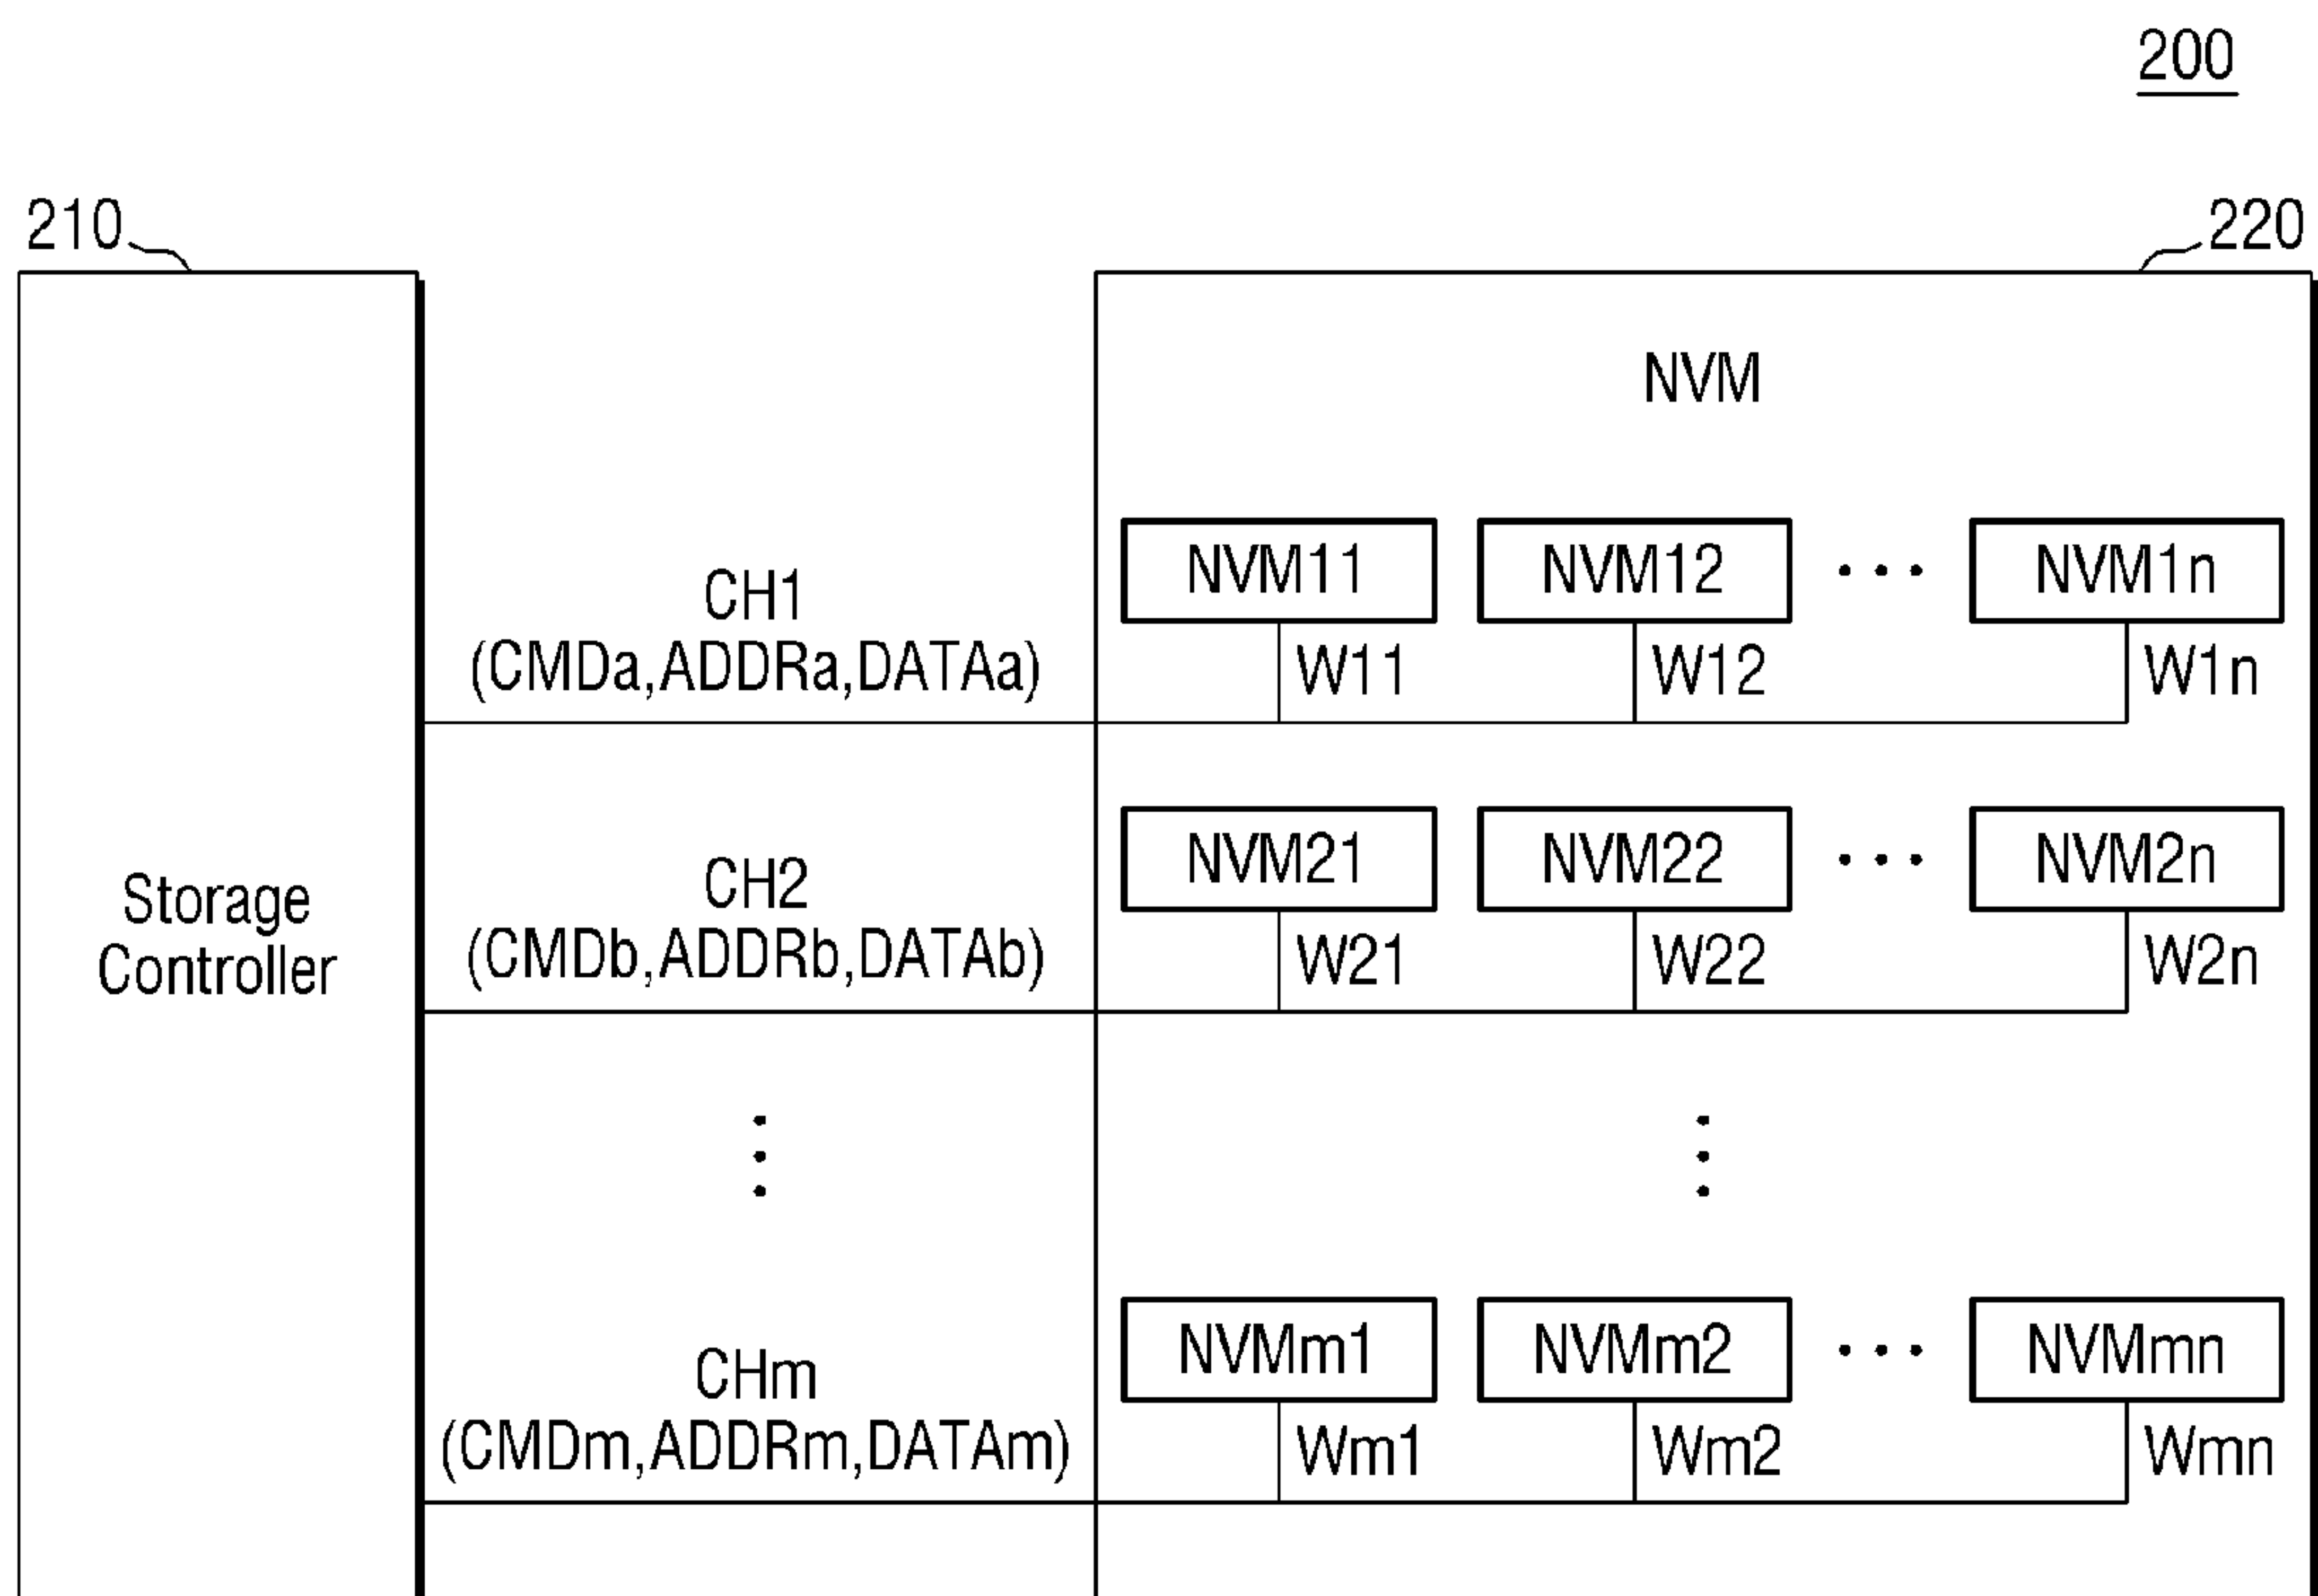 200
210
220
NVM
NVM11
NVM12
NVM1n
CH1
(CMDa,ADDRa,DATAa)
W11
W12
W1n
NVM21
NVM22
NVM2n
CH2
(CMDb,ADDRb,DATAb)
W21
W22
W2n
Storage
Controller
NVMm1
NVMm2
NVMmn
CHm
(CMDm,ADDRm,DATAm)
Wm1
Wm2
Wmn